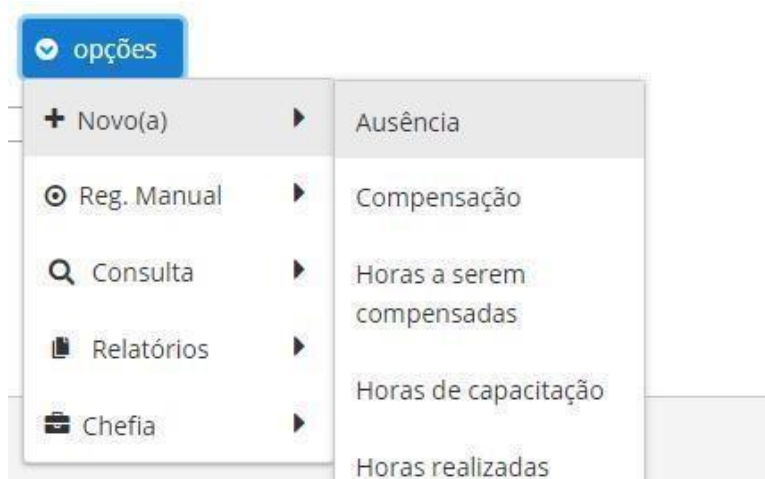 opções
Novo(a)
Reg. Manual
Consulta
Relatórios
Chefia
Ausência
Compensação
Horas a serem
compensadas
Horas de capacitação
Horas realizadas